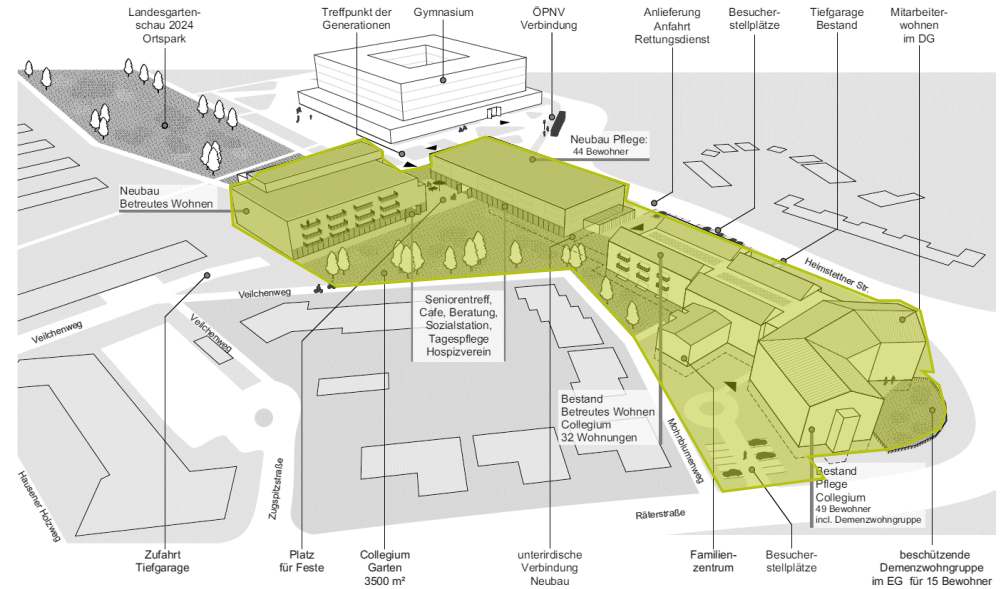 Landesgarten-
schau 2024
Ortspark
Treffpunkt der
Generationen
Gymnasium
ÖPNV
Verbindung
Anlieferung
Anfahrt
Rettungsdienst
Besucher-
stellplätze
Tiefgarage
Bestand
Mitarbeiter-
wohnen
im DG
Neubau Pflege:
44 Bewohner
Neubau
Betreutes Wohnen
Heimstettner Str.
Veilchenweg
Veilchenweg
Veilchenweg
Seniorentreff,
Cafe, Beratung,
Sozialstation,
Tagespflege
Hospizverein
Bestand
Betreutes Wohnen
Collegium
32 Wohnungen
Mohnblumenweg
Bestand
Pflege
Collegium
49 Bewohner
incl. Demenzwohngruppe
Hausener Holzweg
Zugspitzstraße
Räterstraße
Zufahrt
Tiefgarage
Platz
für Feste
Collegium
Garten
3500 m²
unterirdische
Verbindung
Neubau
Familien-
zentrum
Besucher-
stellplätze
beschützende
Demenzwohngruppe
im EG für 15 Bewohner